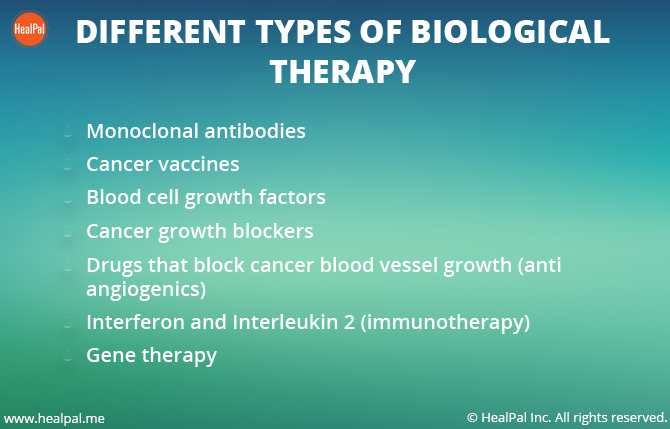 HealPal
DIFFERENT TYPES OF BIOLOGICAL
THERAPY
Monoclonal antibodies
Cancer vaccines
Blood cell growth factors
Cancer growth blockers
Drugs that block cancer blood vessel growth (anti
angiogenics)
Interferon and Interleukin 2 (immunotherapy)
Gene therapy
www.healpal.me
© HealPal Inc. All rights reserved.